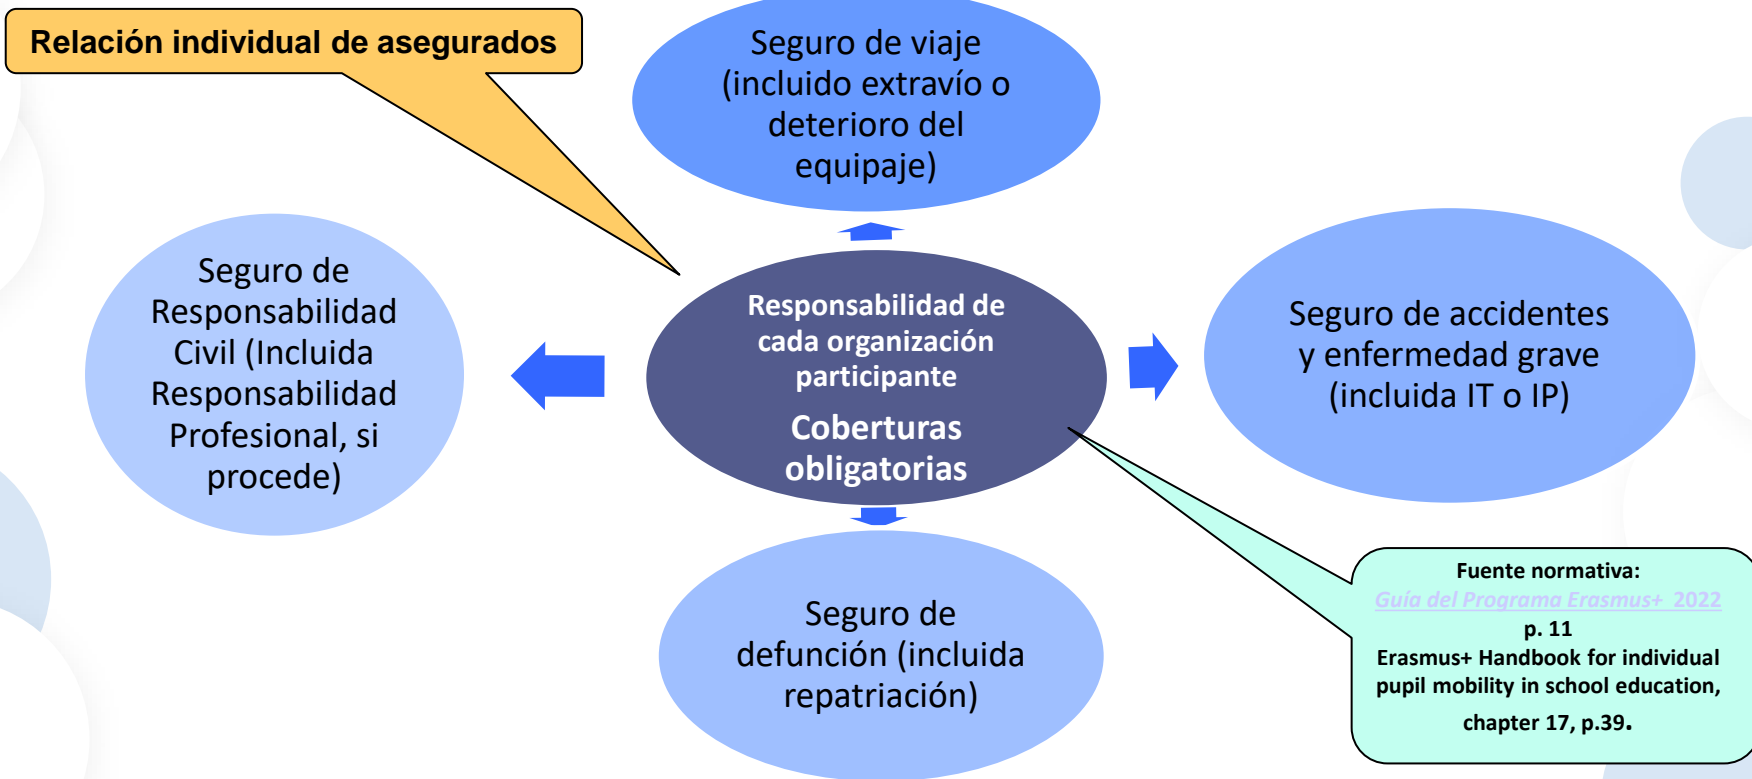 Relación individual de asegurados
Seguro de viaje
(incluido extravío o
deterioro del
equipaje)
Seguro de
Responsabilidad
Civil (Incluida
Responsabilidad
Profesional, si
procede)
Responsabilidad de
cada organización
participante
Coberturas
obligatorias
Seguro de accidentes
y enfermedad grave
(incluida IT o IP)
Seguro de
defunción (incluida
repatriación)
Fuente normativa:
Guía del Programa Erasmus+ 2022
p. 11
Erasmus+ Handbook for individual
pupil mobility in school education,
chapter 17, p.39.